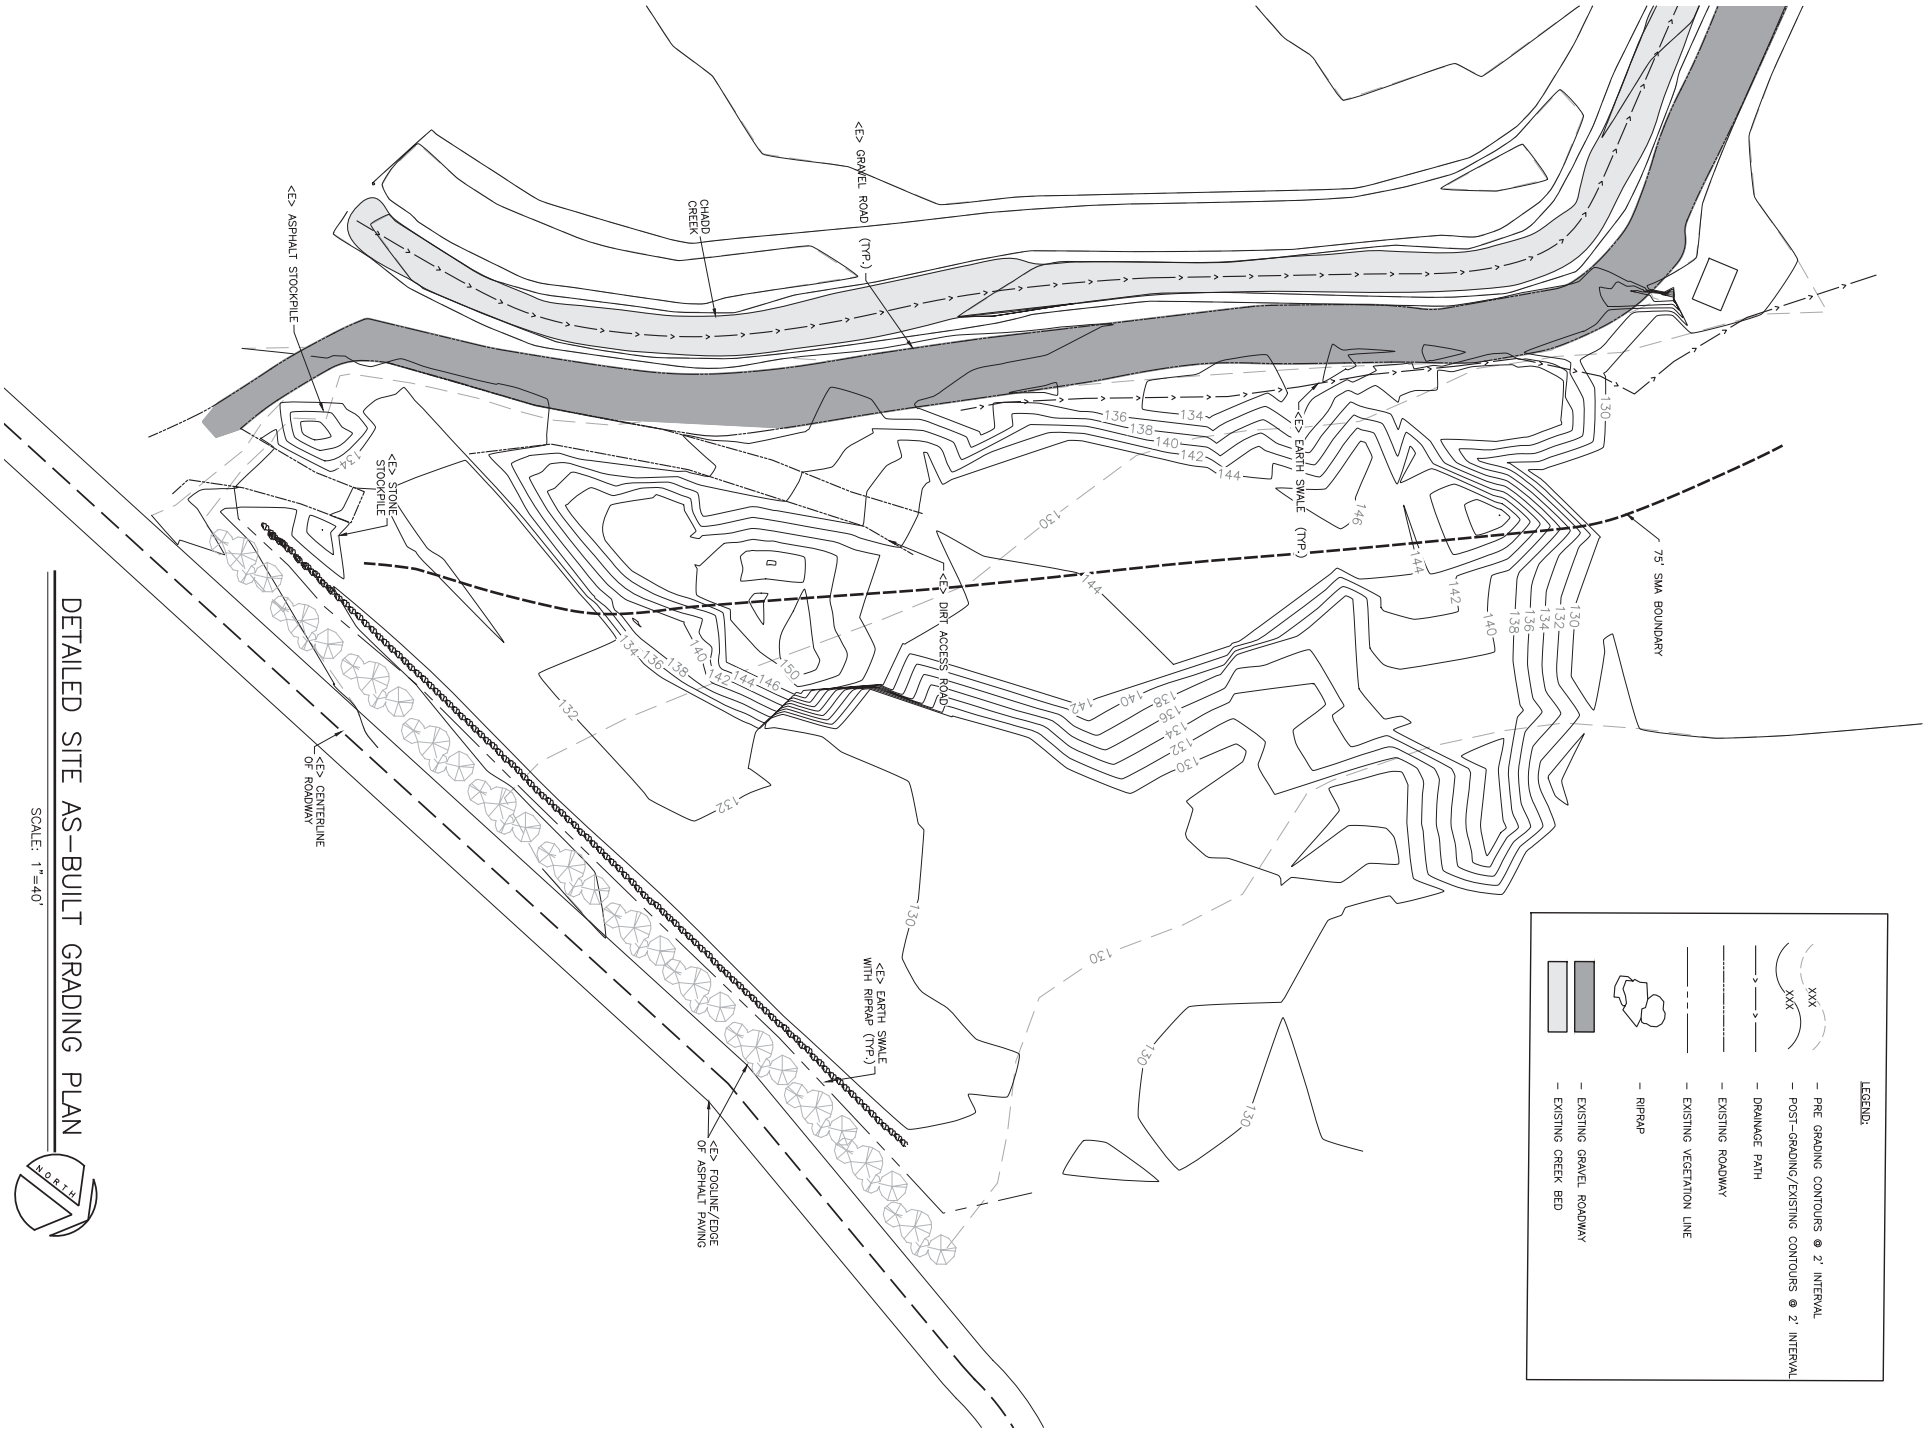 <E> GRAVEL ROAD (TYP.)
CHADD
CREEK
<E> ASPHALT STOCKPILE
<E> STONE
STOCKPILE
<E> EARTH SWALE (TYP.)
75' SMA BOUNDARY
<E> DIRT ACCESS ROAD
<E> CENTERLINE
OF ROADWAY
<E> EARTH SWALE
WITH RIPRAP (TYP.)
<E> FOGLINE/EDGE
OF ASPHALT PAVING
134
136
138
140
142
144
134
146
144
142
140
138
136
134
132
130
130
130
144
142
140
138
136
134
132
130
134
136
138
140
142
144
146
150
132
132
130
130
130
130
LEGEND:
XXX
- PRE GRADING CONTOURS @ 2' INTERVAL
XXX
- POST-GRADING/EXISTING CONTOURS @ 2' INTERVAL
- DRAINAGE PATH
- EXISTING ROADWAY
- EXISTING VEGETATION LINE
- RIPRAP
- EXISTING GRAVEL ROADWAY
- EXISTING CREEK BED
DETAILED SITE AS-BUILT GRADING PLAN
SCALE: 1"=40'
NORTH